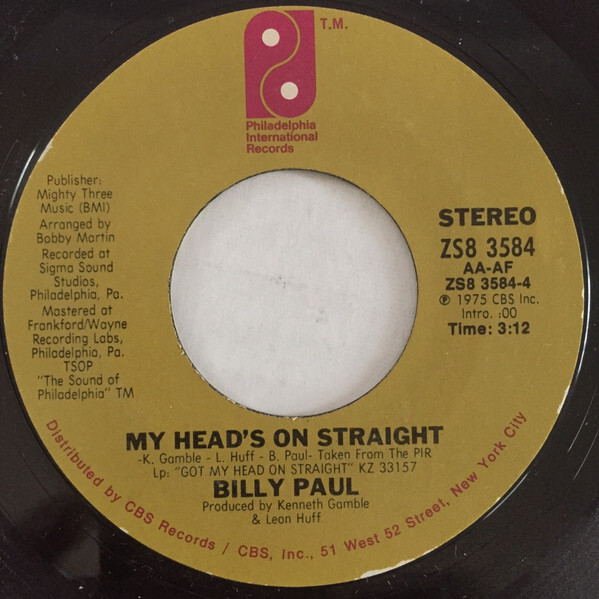 T.M.
Philadelphia
International
Records
Publisher:
Mighty Three
Music (BMI)
Arranged by
Bobby Martin
Recorded at
Sigma Sound
Studios,
Philadelphia, Pa.
Mastered at
Frankford/Wayne
Recording Labs,
Philadelphia, Pa.
TSOP
"The Sound of
Philadelphia" TM
STEREO
ZS8 3584
AA-AF
ZS8 3584-4
℗ 1975 CBS Inc.
Intro. :00
Time: 3:12
MY HEAD'S ON STRAIGHT
-K. Gamble - L. Huff - B. Paul- Taken From The PIR
Lp: "GOT MY HEAD ON STRAIGHT" KZ 33157
BILLY PAUL
Produced by Kenneth Gamble
& Leon Huff
Distributed by CBS Records / CBS, Inc., 51 West 52 Street, New York City